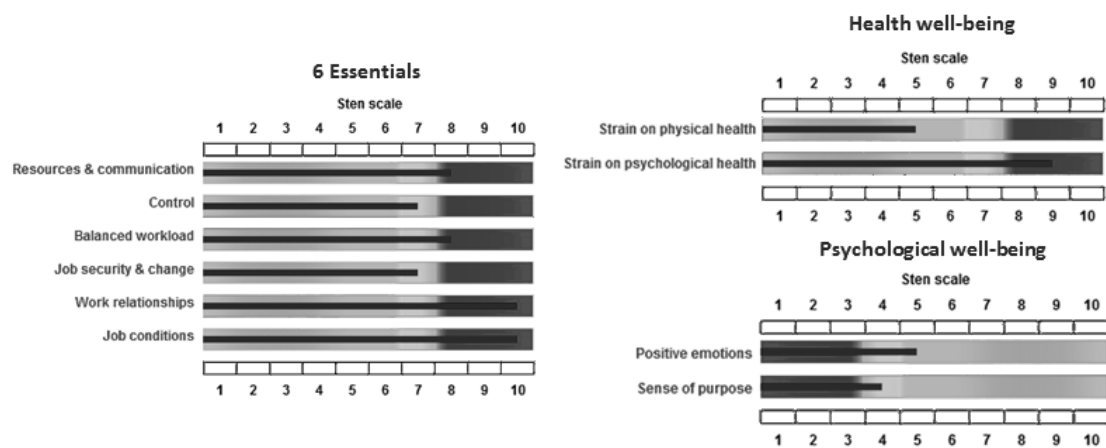 6 Essentials
Sten scale
1 2 3 4 5 6 7 8 9 10
Resources & communication
Control
Balanced workload
Job security & change
Work relationships
Job conditions
1 2 3 4 5 6 7 8 9 10
Health well-being
Sten scale
1 2 3 4 5 6 7 8 9 10
Strain on physical health
Strain on psychological health
1 2 3 4 5 6 7 8 9 10
Psychological well-being
Sten scale
1 2 3 4 5 6 7 8 9 10
Positive emotions
Sense of purpose
1 2 3 4 5 6 7 8 9 10